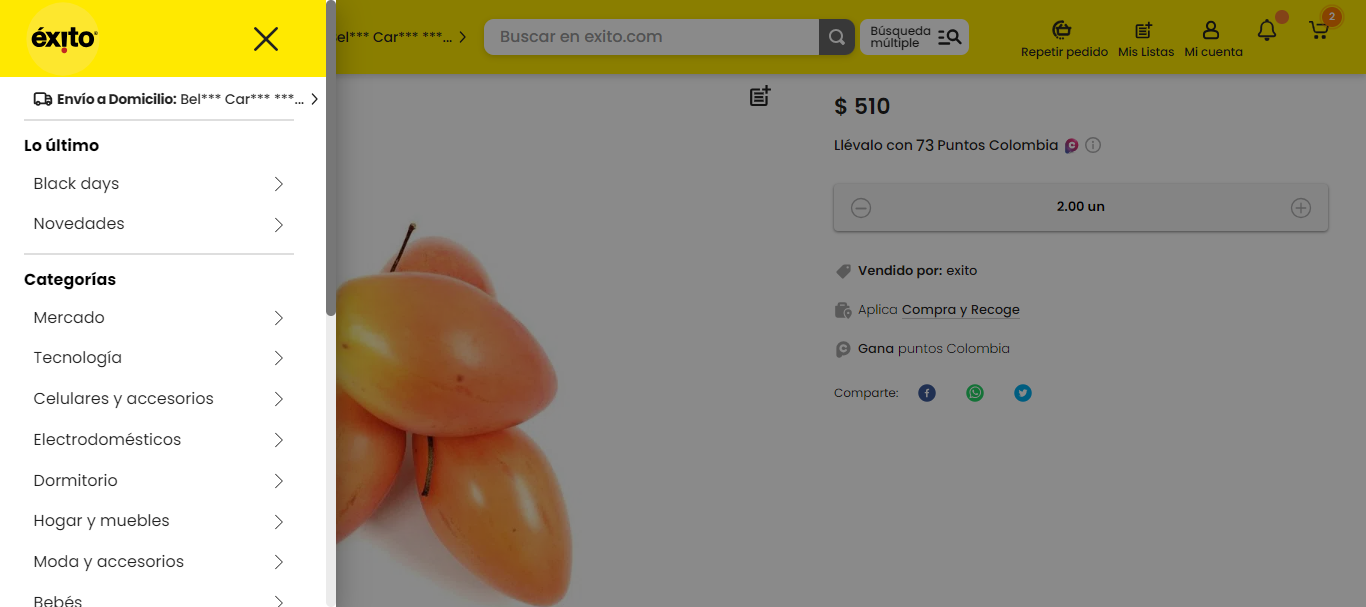 éxito
Envío a Domicilio: Bel*** Car*** ***...
Lo último
Black days
Novedades
Categorías
Mercado
Tecnología
Celulares y accesorios
Electrodomésticos
Dormitorio
Hogar y muebles
Moda y accesorios
Bebés
el*** Car*** ***...
Buscar en exito.com
Búsqueda
múltiple
Repetir pedido
Mis Listas
Mi cuenta
2
$ 510
Llévalo con 73 Puntos Colombia
2.00 un
Vendido por: exito
Aplica Compra y Recoge
Gana puntos Colombia
Comparte: